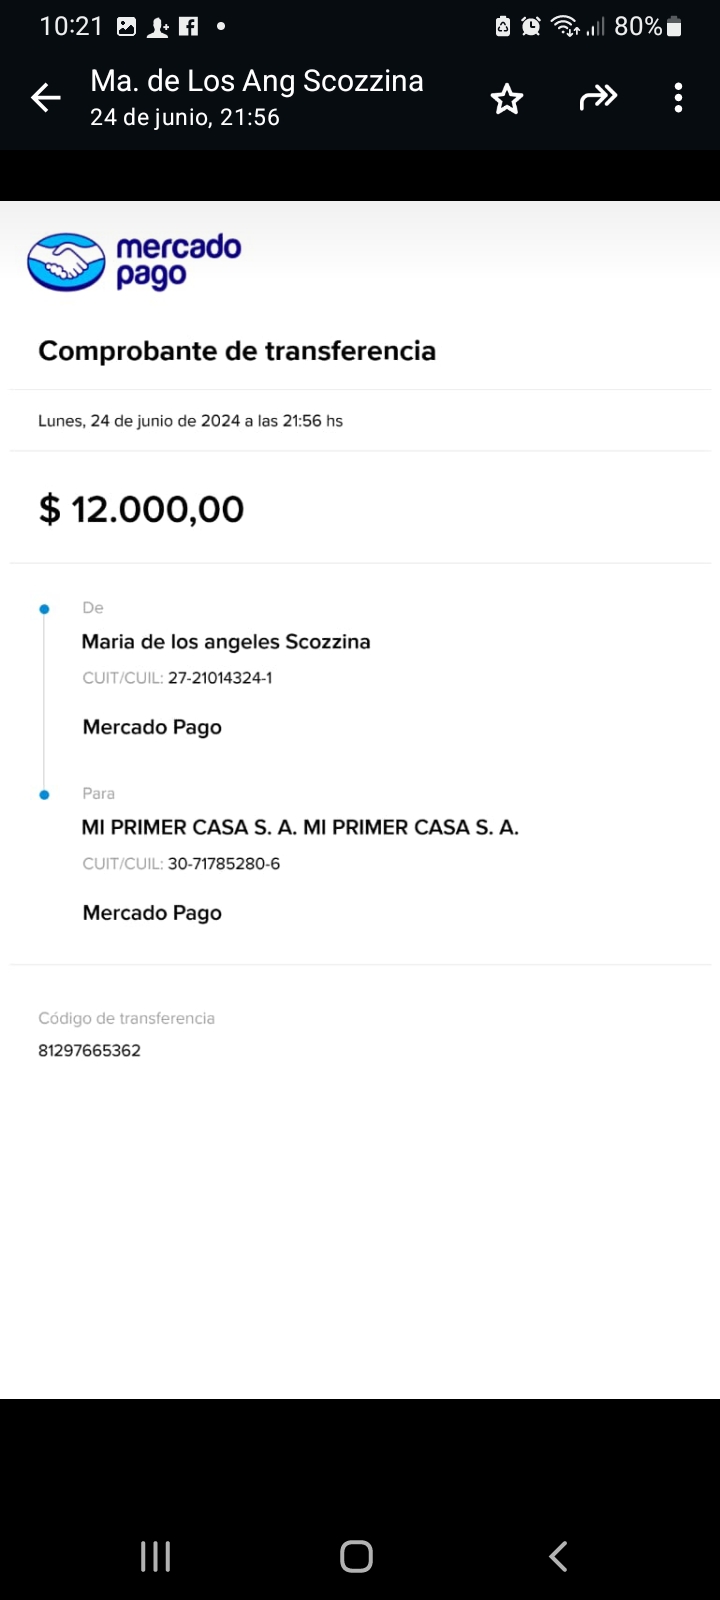 10:21
80%
Ma. de Los Ang Scozzina
24 de junio, 21:56
mercado
pago
Comprobante de transferencia
Lunes, 24 de junio de 2024 a las 21:56 hs
$ 12.000,00
De
Maria de los angeles Scozzina
CUIT/CUIL: 27-21014324-1
Mercado Pago
Para
MI PRIMER CASA S. A. MI PRIMER CASA S. A.
CUIT/CUIL: 30-71785280-6
Mercado Pago
Código de transferencia
81297665362